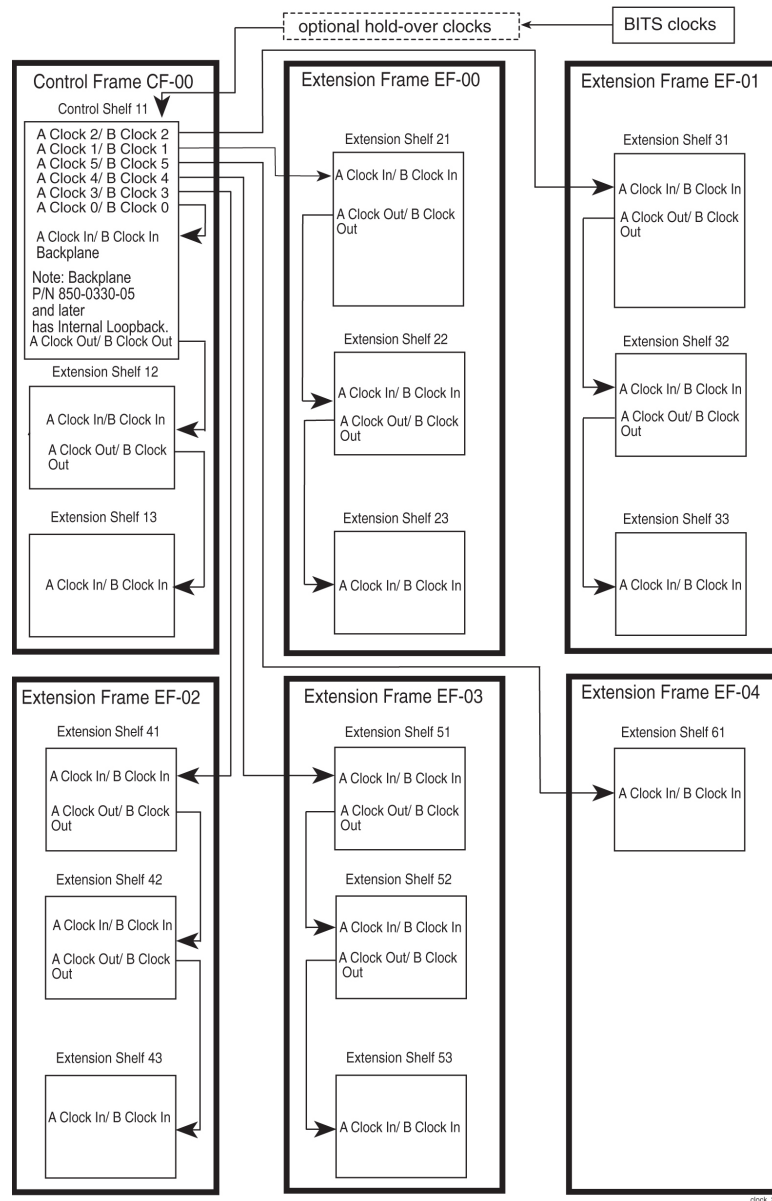 optional hold-over clocks
BITS clocks
Control Frame CF-00
Control Shelf 11
A Clock 2/ B Clock 2
A Clock 1/ B Clock 1
A Clock 5/ B Clock 5
A Clock 4/ B Clock 4
A Clock 3/ B Clock 3
A Clock 0/ B Clock 0
A Clock In/ B Clock In
Backplane
Note: Backplane
P/N 850-0330-05
and later
has Internal Loopback.
A Clock Out/ B Clock Out
Extension Shelf 12
A Clock In/B Clock In
A Clock Out/ B Clock
Out
Extension Shelf 13
A Clock In/ B Clock In
Extension Frame EF-00
Extension Shelf 21
A Clock In/ B Clock In
A Clock Out/ B Clock
Out
Extension Shelf 22
A Clock In/ B Clock In
A Clock Out/ B Clock
Out
Extension Shelf 23
A Clock In/ B Clock In
Extension Frame EF-01
Extension Shelf 31
A Clock In/ B Clock In
A Clock Out/ B Clock
Out
Extension Shelf 32
A Clock In/ B Clock In
A Clock Out/ B Clock
Out
Extension Shelf 33
A Clock In/ B Clock In
Extension Frame EF-02
Extension Shelf 41
A Clock In/ B Clock In
A Clock Out/ B Clock
Out
Extension Shelf 42
A Clock In/ B Clock In
A Clock Out/ B Clock
Out
Extension Shelf 43
A Clock In/ B Clock In
Extension Frame EF-03
Extension Shelf 51
A Clock In/ B Clock In
A Clock Out/ B Clock
Out
Extension Shelf 52
A Clock In/ B Clock In
A Clock Out/ B Clock
Out
Extension Shelf 53
A Clock In/ B Clock In
Extension Frame EF-04
Extension Shelf 61
A Clock In/ B Clock In